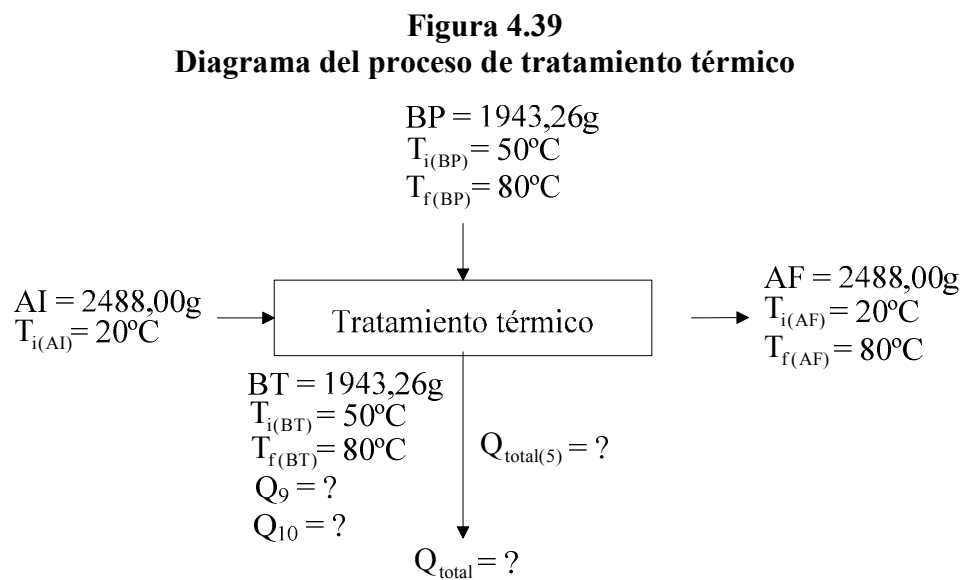 Figura 4.39
Diagrama del proceso de tratamiento térmico
BP = 1943,26g
T_i(BP) = 50ºC
T_f(BP) = 80ºC
AI = 2488,00g
T_i(AI) = 20ºC
Tratamiento térmico
AF = 2488,00g
T_i(AF) = 20ºC
T_f(AF) = 80ºC
BT = 1943,26g
T_i(BT) = 50ºC
T_f(BT) = 80ºC
Q_9 = ?
Q_10 = ?
Q_total(5) = ?
Q_total = ?